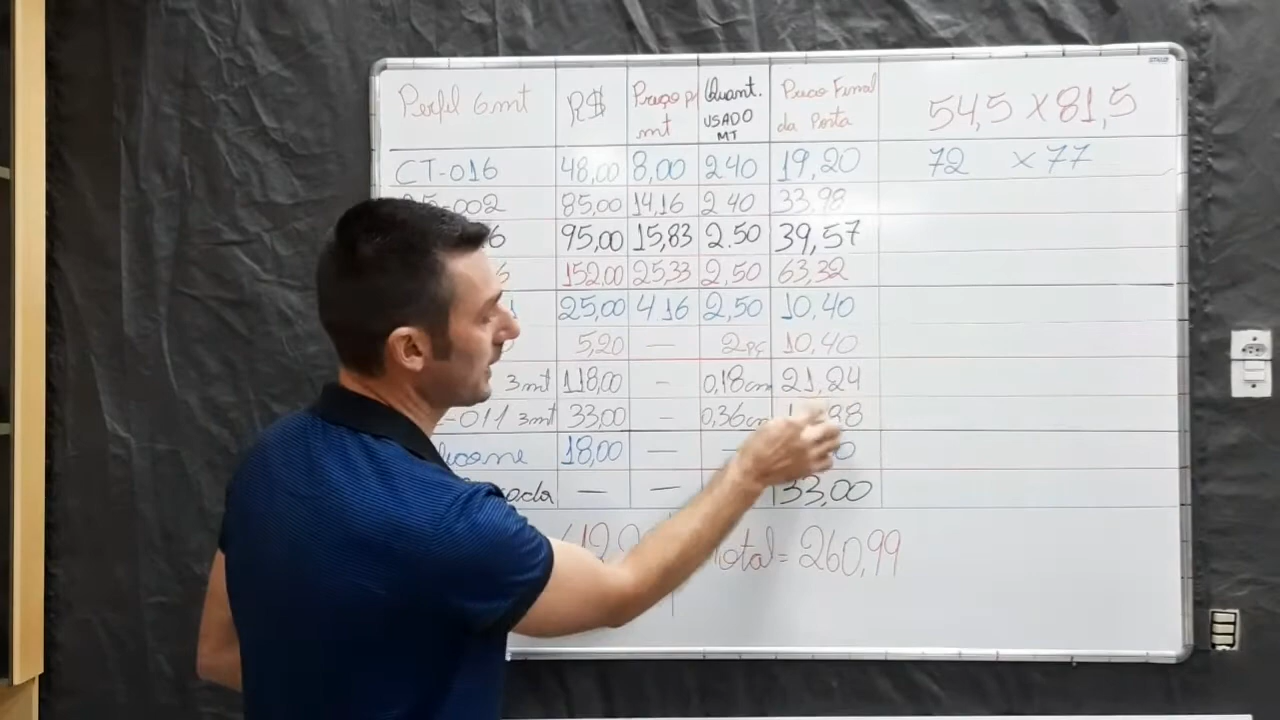 Perfil 6mt R$ Preço p/ mt Quant. USADO MT Preço Final da Porta 54,5 x 81,5
CT-016 48,00 8,00 2.40 19,20 72 x 77
002 85,00 14,16 2.40 33,98
6 95,00 15,83 2.50 39,57
152,00 25,33 2,50 63,32
25,00 4 16 2,50 10,40
5,20 — 2 pç 10,40
3mt 118,00 - 0,18cm 21,24
-011 3mt 33,00 - 0,36cm
18,00 —
— — 133,00
Total = 260,99